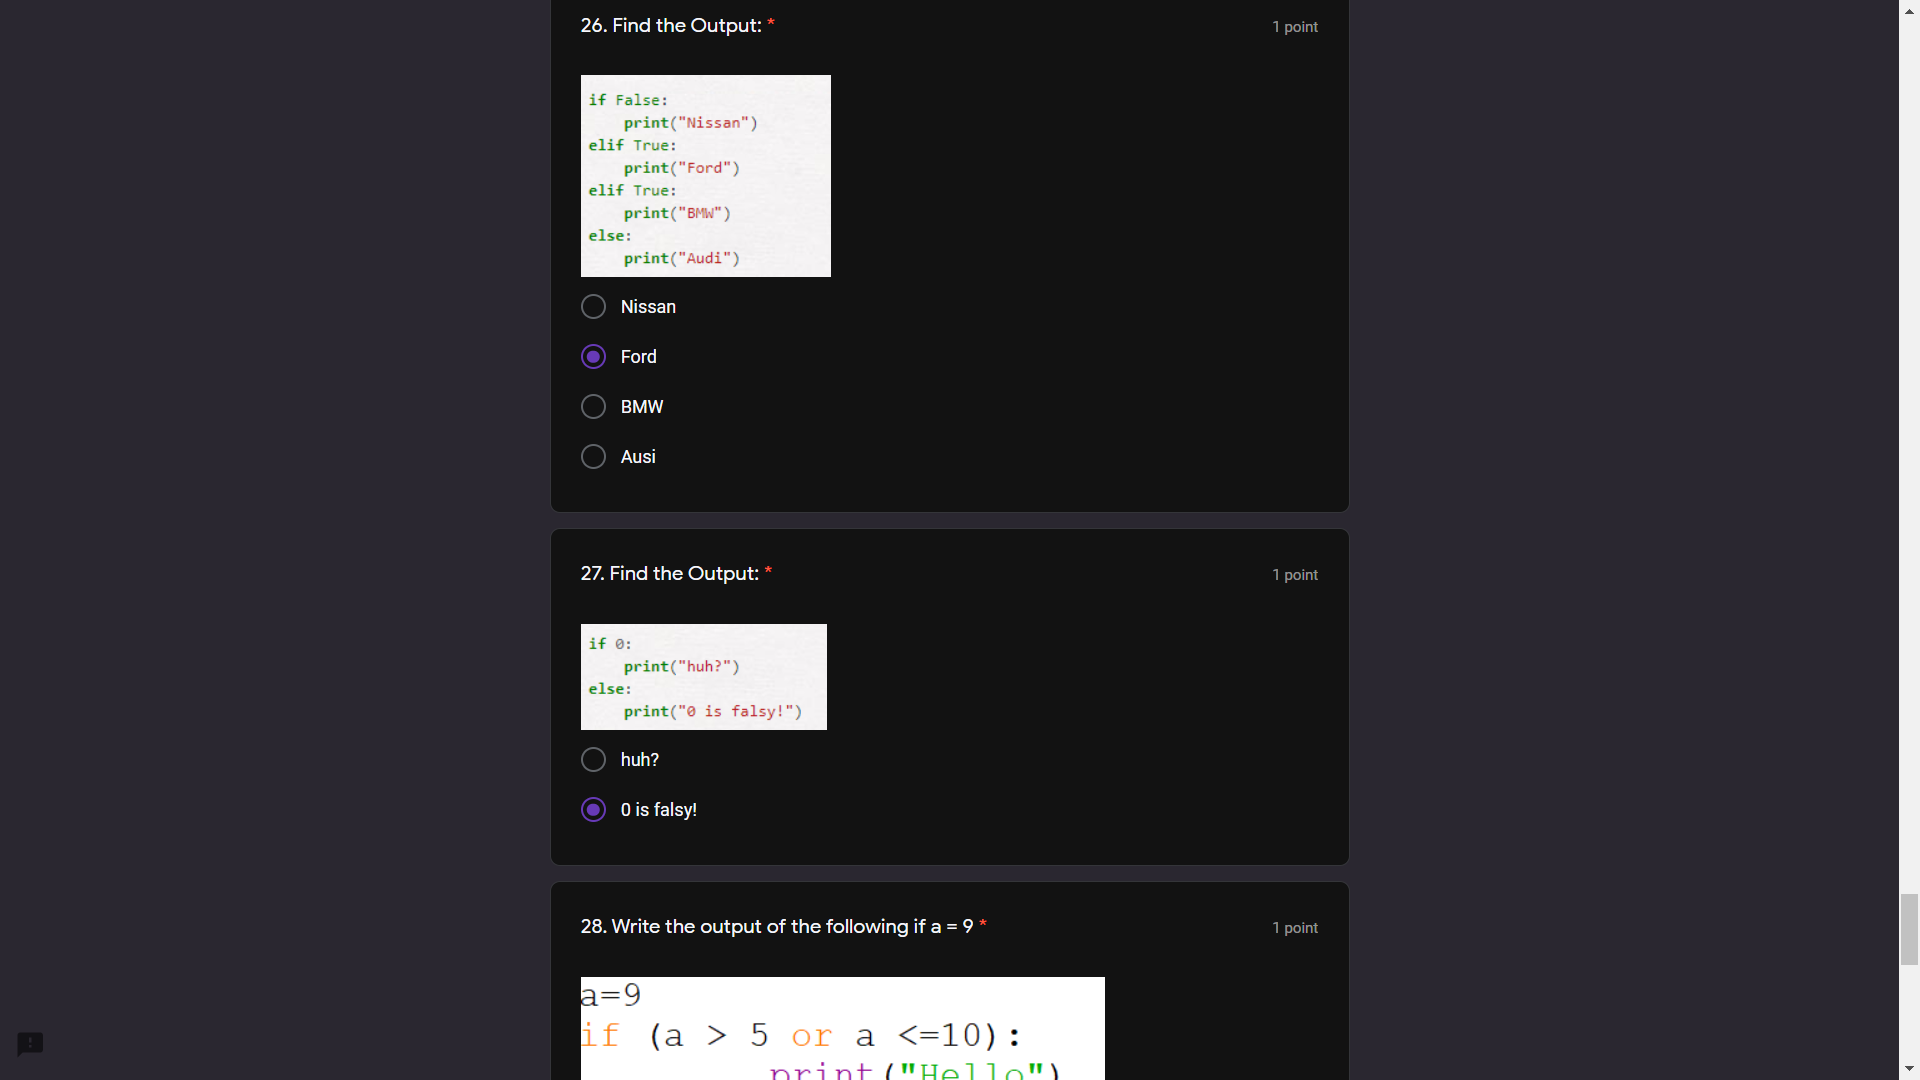 26. Find the Output: *
1 point
if False:
    print("Nissan")
elif True:
    print("Ford")
elif True:
    print("BMW")
else:
    print("Audi")
Nissan
Ford
BMW
Ausi
27. Find the Output: *
1 point
if 0:
    print("huh?")
else:
    print("0 is falsy!")
huh?
0 is falsy!
28. Write the output of the following if a = 9 *
1 point
a=9
if (a > 5 or a <=10):
        print("Hello")